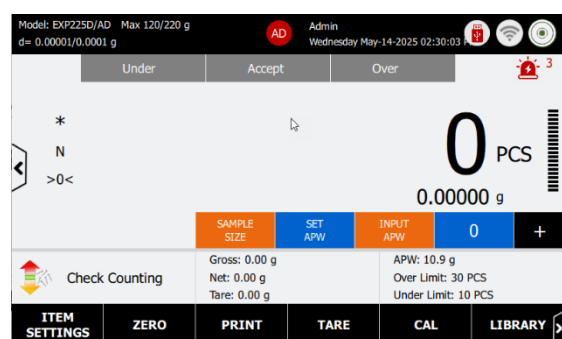 Model: EXP225D/AD Max 120/220 g
d= 0.00001/0.0001 g
AD
Admin
Wednesday May-14-2025 02:30:03
Under
Accept
Over
3
*
N
>0<
0 PCS
0.00000 g
SAMPLE
SIZE
SET
APW
INPUT
APW
0
+
Check Counting
Gross: 0.00 g
Net: 0.00 g
Tare: 0.00 g
APW: 10.9 g
Over Limit: 30 PCS
Under Limit: 10 PCS
ITEM
SETTINGS
ZERO
PRINT
TARE
CAL
LIBRARY